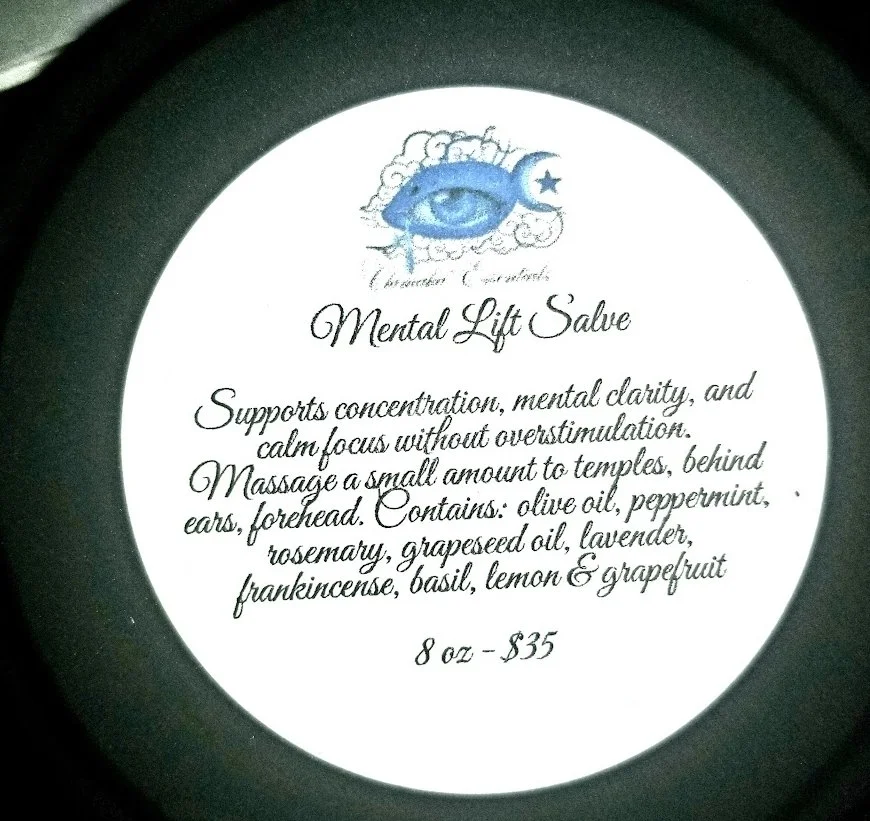 Essentials
Mental Lift Salve
Supports concentration, mental clarity, and
calm focus without overstimulation.
Massage a small amount to temples, behind
ears, forehead. Contains: olive oil, peppermint,
rosemary, grapeseed oil, lavender,
frankincense, basil, lemon & grapefruit
8 oz - $35